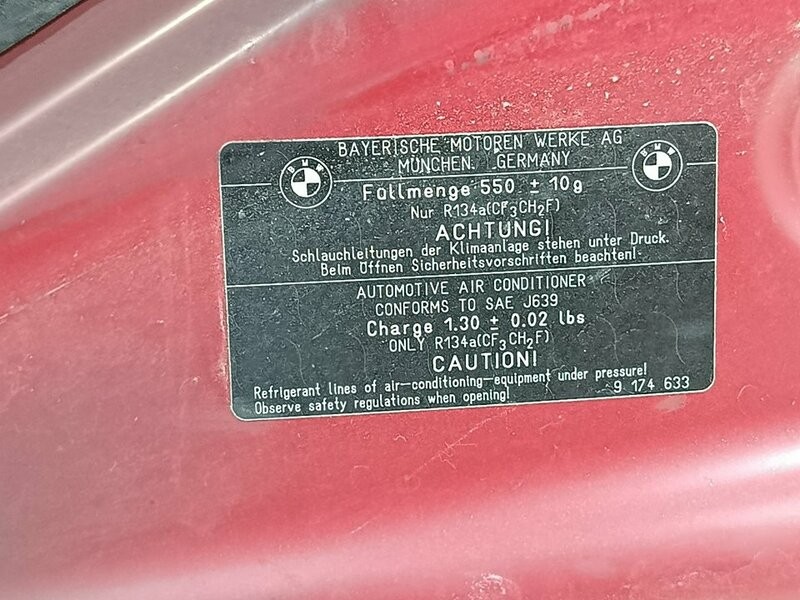 BAYERISCHE MOTOREN WERKE AG
MÜNCHEN, GERMANY
BMW
BMW
Füllmenge 550 ± 10g
Nur R134a(CF₃CH₂F)
ACHTUNG!
Schlauchleitungen der Klimaanlage stehen unter Druck.
Beim Öffnen Sicherheitsvorschriften beachten!
AUTOMOTIVE AIR CONDITIONER
CONFORMS TO SAE J639
Charge 1.30 ± 0.02 lbs
ONLY R134a(CF₃CH₂F)
CAUTION!
Refrigerant lines of air-conditioning-equipment under pressure!
Observe safety regulations when opening!
9 174 633